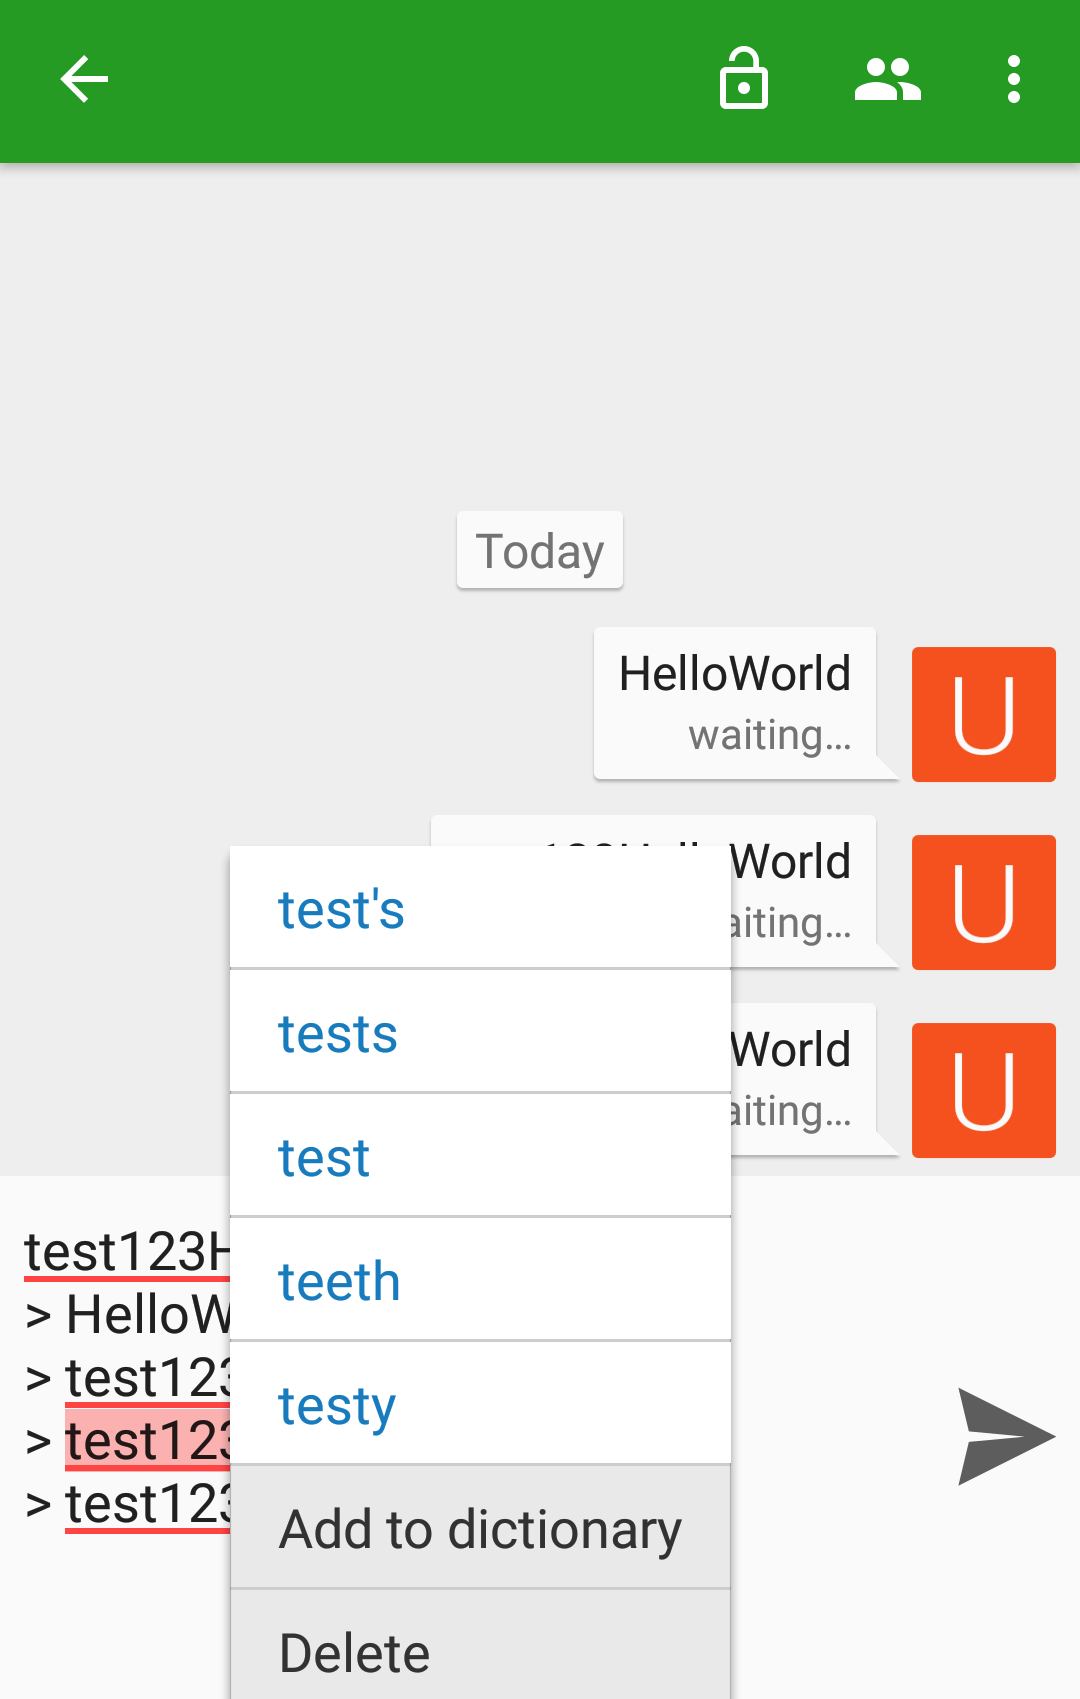 Today
HelloWorld
waiting...
U
World
aiting...
U
World
aiting...
U
test's
tests
test
teeth
testy
Add to dictionary
Delete
test123H
> HelloW
> test123
> test123
> test123